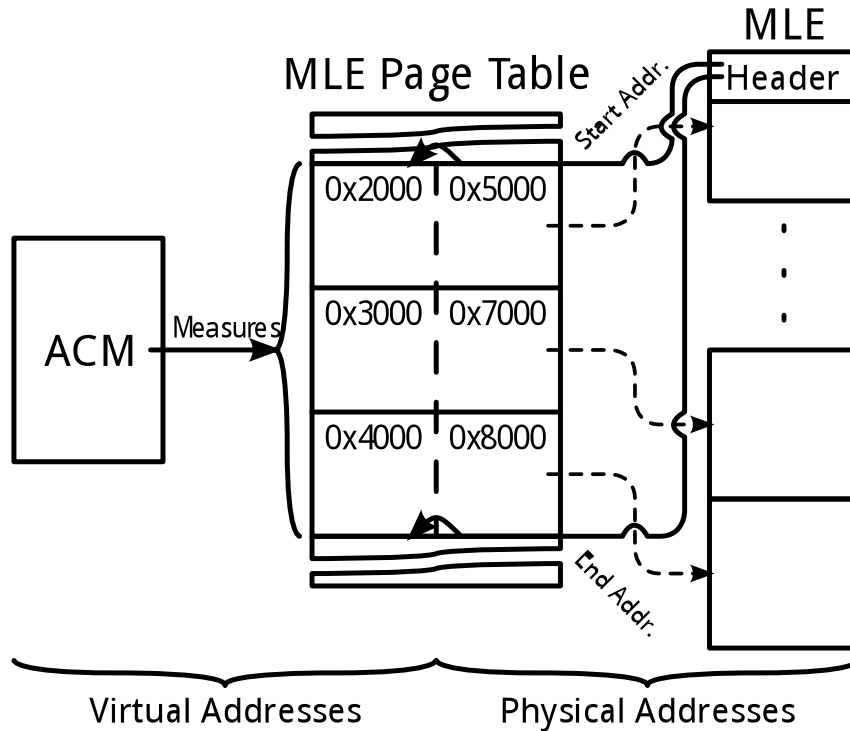 MLE
MLE Page Table
Start Addr.
Header
0x2000 0x5000
0x3000 0x7000
ACM
Measures
0x4000 0x8000
End Addr.
Virtual Addresses
Physical Addresses